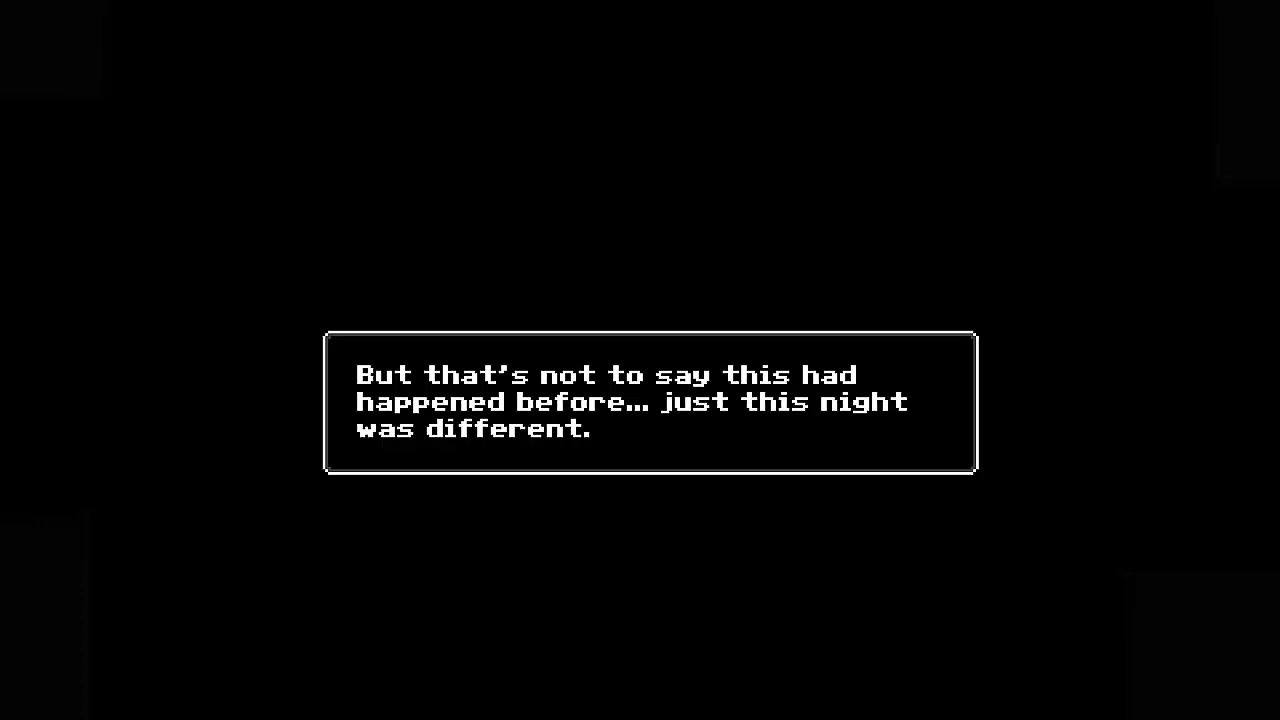 But that's not to say this had
happened before... just this night
was different.